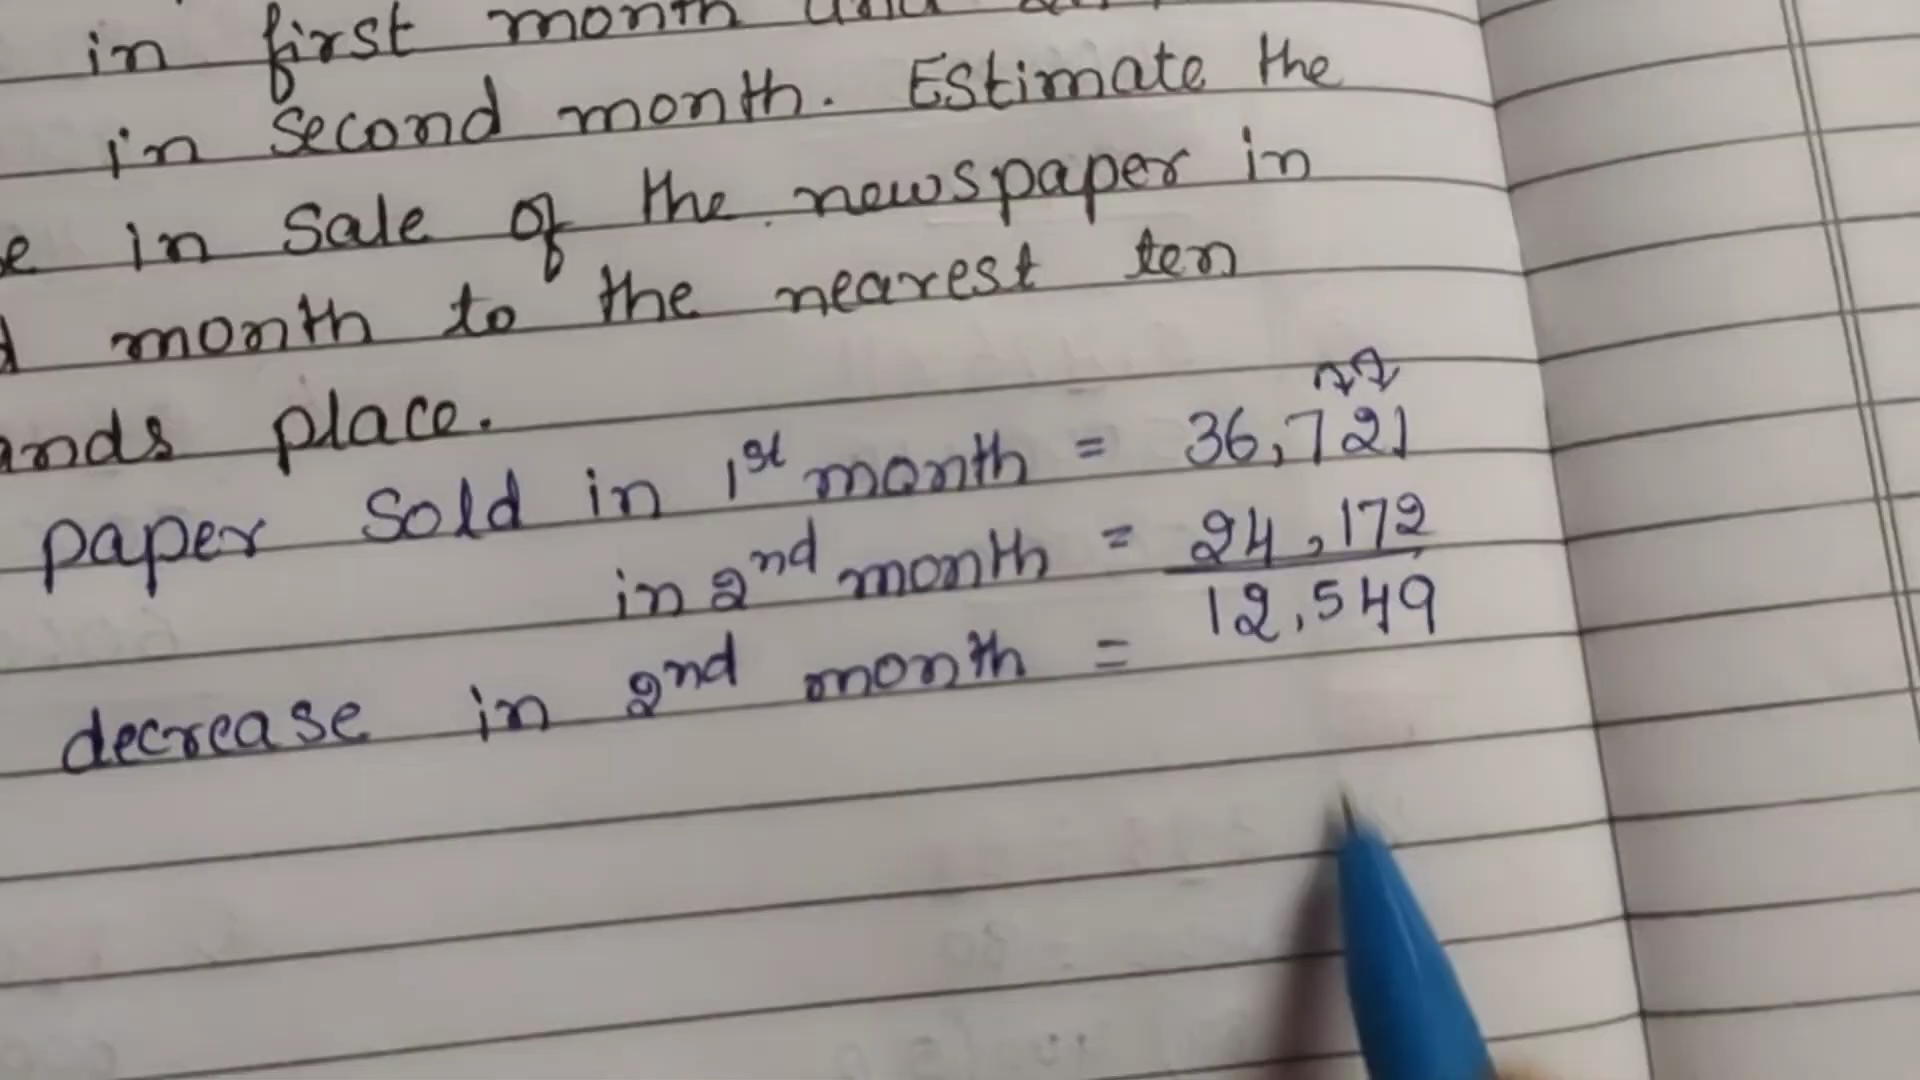 in first month and
in second month. Estimate the
e in sale of the newspaper in
d month to the nearest ten
ands place.
paper sold in 1st month = 36,721
in 2nd month = 24,172
decrease in 2nd month = 12,549